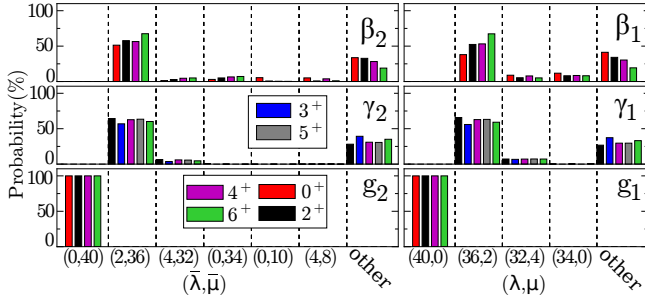 100
50
0
β₂
β₁
100
50
0
γ₂
γ₁
3⁺
5⁺
100
50
0
g₂
g₁
4⁺ 0⁺
6⁺ 2⁺
Probability(%)
(0,40) (2,36) (4,32) (0,34) (0,10) (4,8) other
(40,0) (36,2) (32,4) (34,0) other
(λ̄,μ̄)
(λ,μ)